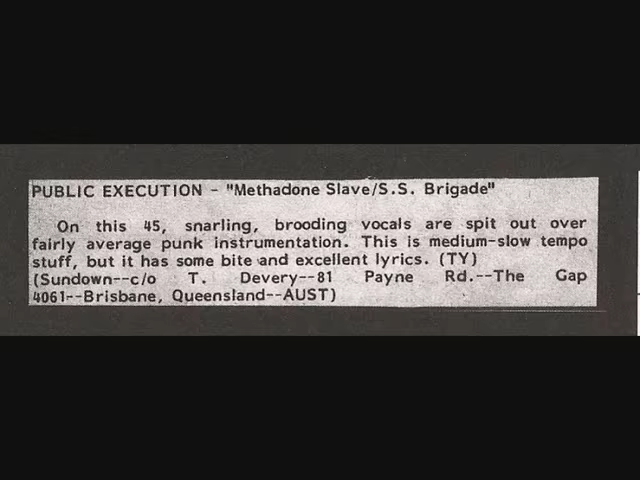 PUBLIC EXECUTION - "Methadone Slave/S.S. Brigade"
On this 45, snarling, brooding vocals are spit out over
fairly average punk instrumentation. This is medium-slow tempo
stuff, but it has some bite and excellent lyrics. (TY)
(Sundown--c/o T. Devery--81 Payne Rd.--The Gap
4061--Brisbane, Queensland--AUST)